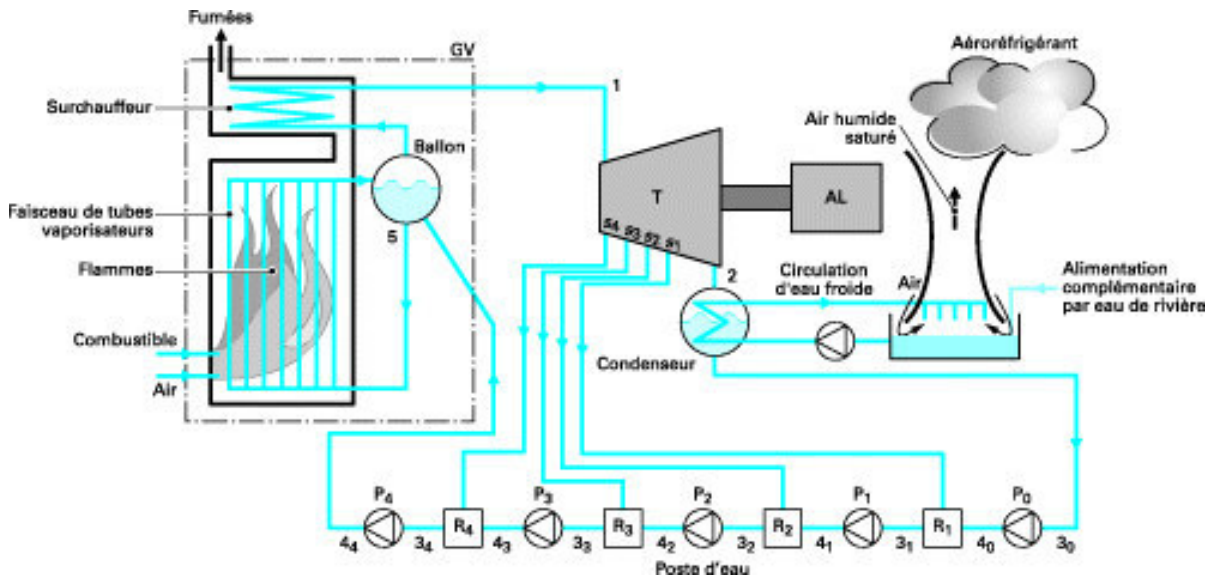 Fumées
GV
Aéroréfrigérant
Surchauffeur
1
Ballon
Air humide
saturé
T
AL
Faisceau de tubes
vaporisateurs
5
s4
s3
s2
s1
Flammes
2
Circulation
d'eau froide
Air
Alimentation
complémentaire
par eau de rivière
Combustible
Condenseur
Air
P4
P3
P2
P1
P0
R4
R3
R2
R1
44
34
43
33
42
32
41
31
40
30
Poste d'eau